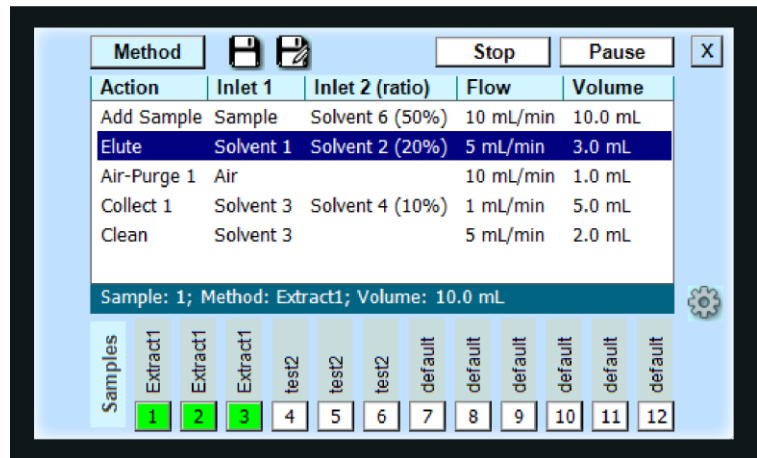 Method Stop Pause X
Action Inlet 1 Inlet 2 (ratio) Flow Volume
Add Sample Sample Solvent 6 (50%) 10 mL/min 10.0 mL
Elute Solvent 1 Solvent 2 (20%) 5 mL/min 3.0 mL
Air-Purge 1 Air 10 mL/min 1.0 mL
Collect 1 Solvent 3 Solvent 4 (10%) 1 mL/min 5.0 mL
Clean Solvent 3 5 mL/min 2.0 mL
Sample: 1; Method: Extract1; Volume: 10.0 mL
Samples Extract1 Extract1 Extract1 test2 test2 test2 default default default default default default
1 2 3 4 5 6 7 8 9 10 11 12